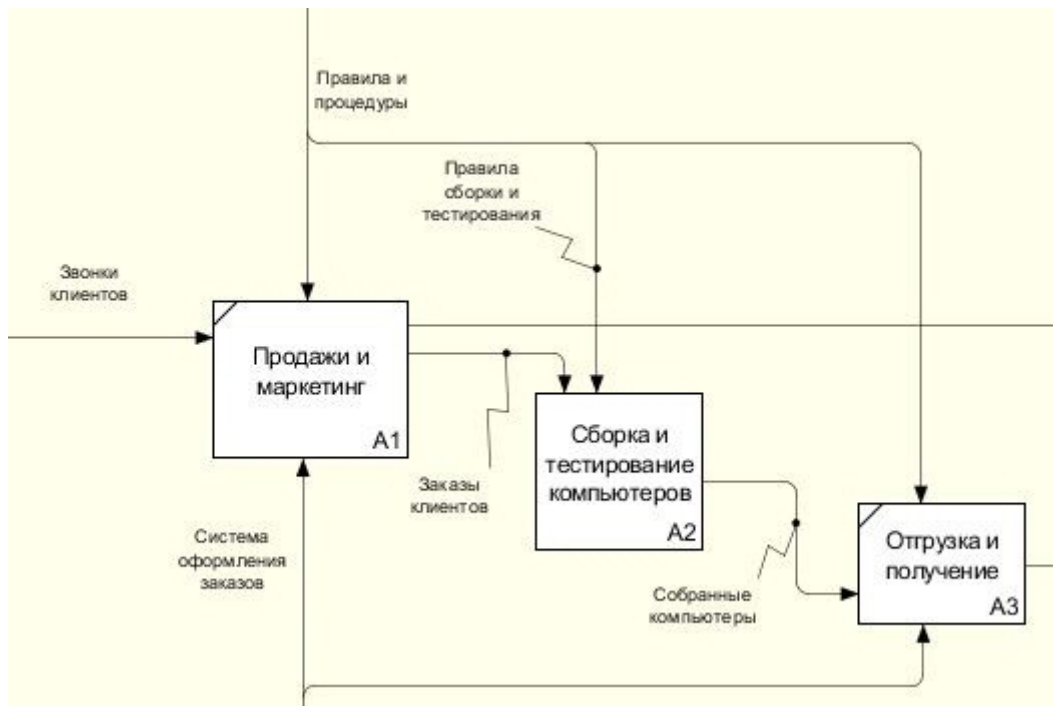 Правила и
процедуры
Правила
сборки и
тестирования
Звонки
клиентов
Продажи и
маркетинг
A1
Сборка и
тестирование
компьютеров
A2
Заказы
клиентов
Система
оформления
заказов
Отгрузка и
получение
A3
Собранные
компьютеры